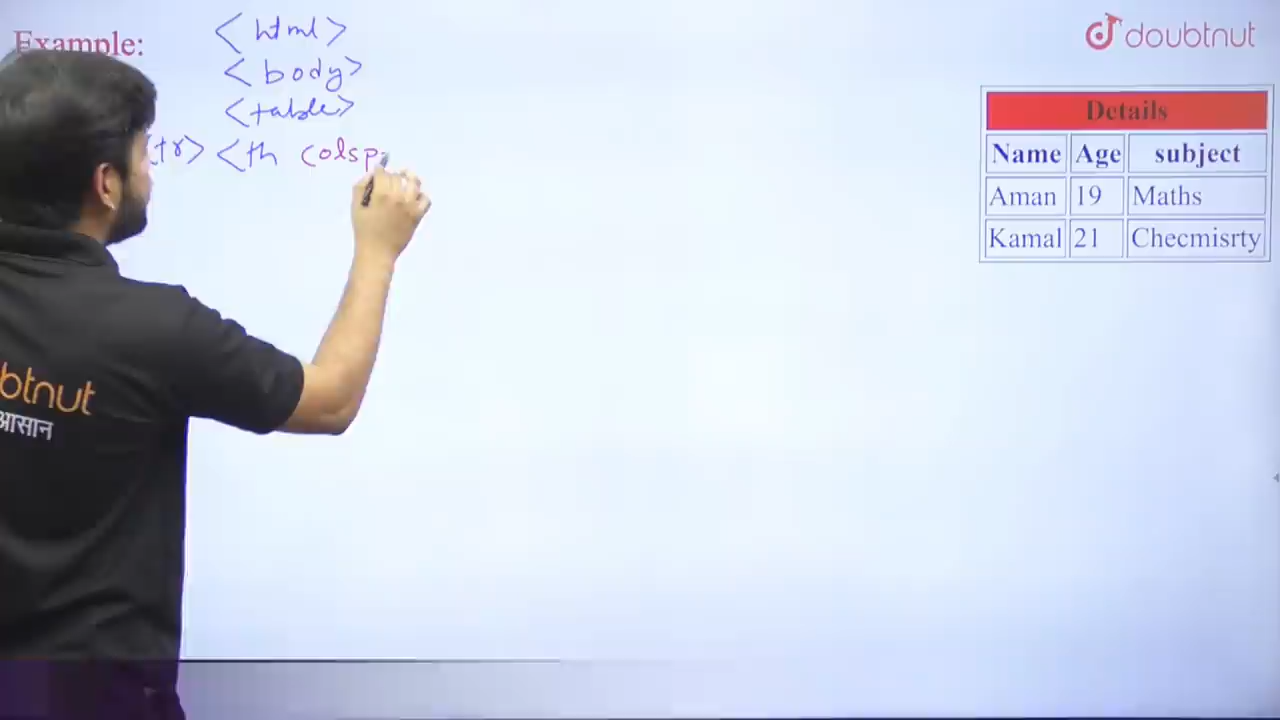 Example:
<html>
<body>
<table>
<tr> <th colsp
doubtnut
Details
Name Age subject
Aman 19 Maths
Kamal 21 Checmisrty
btnut
आसान